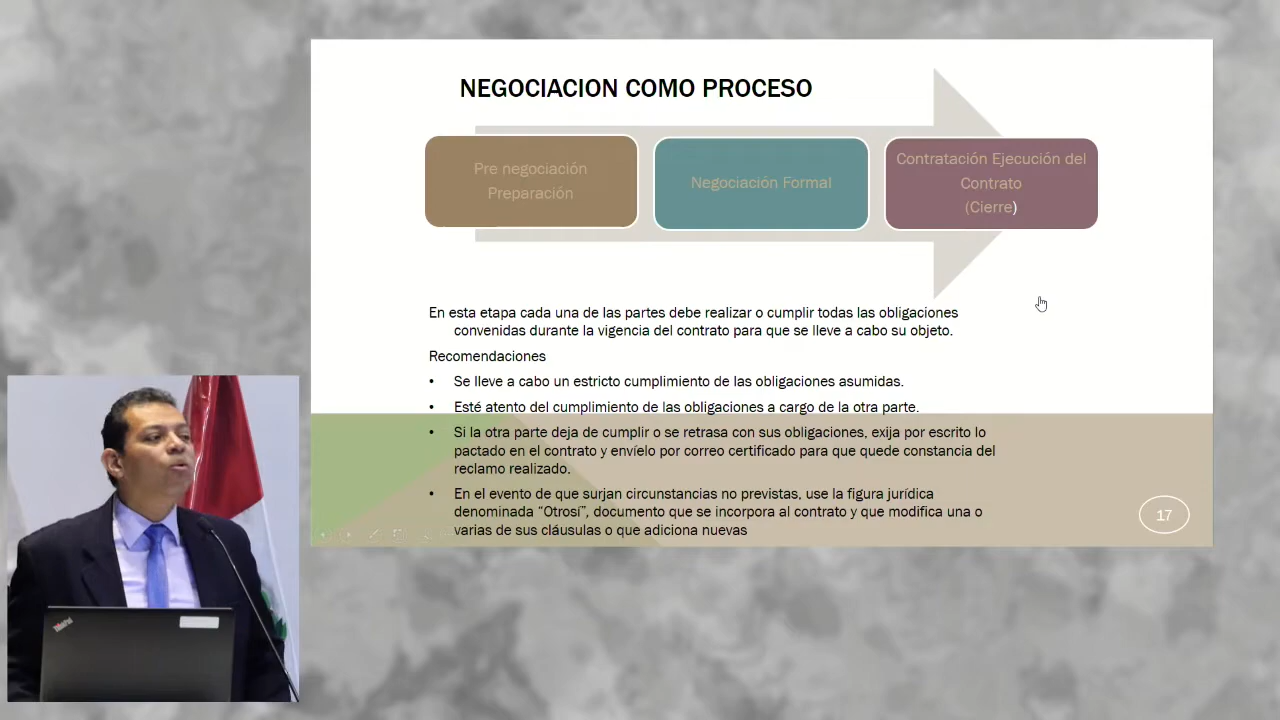 NEGOCIACION COMO PROCESO
Pre negociación
Preparación
Negociación Formal
Contratación Ejecución del
Contrato
(Cierre)
En esta etapa cada una de las partes debe realizar o cumplir todas las obligaciones
convenidas durante la vigencia del contrato para que se lleve a cabo su objeto.
Recomendaciones
• Se lleve a cabo un estricto cumplimiento de las obligaciones asumidas.
• Esté atento del cumplimiento de las obligaciones a cargo de la otra parte.
• Si la otra parte deja de cumplir o se retrasa con sus obligaciones, exija por escrito lo
pactado en el contrato y envíelo por correo certificado para que quede constancia del
reclamo realizado.
• En el evento de que surjan circunstancias no previstas, use la figura jurídica
denominada “Otrosí”, documento que se incorpora al contrato y que modifica una o
varias de sus cláusulas o que adiciona nuevas
17